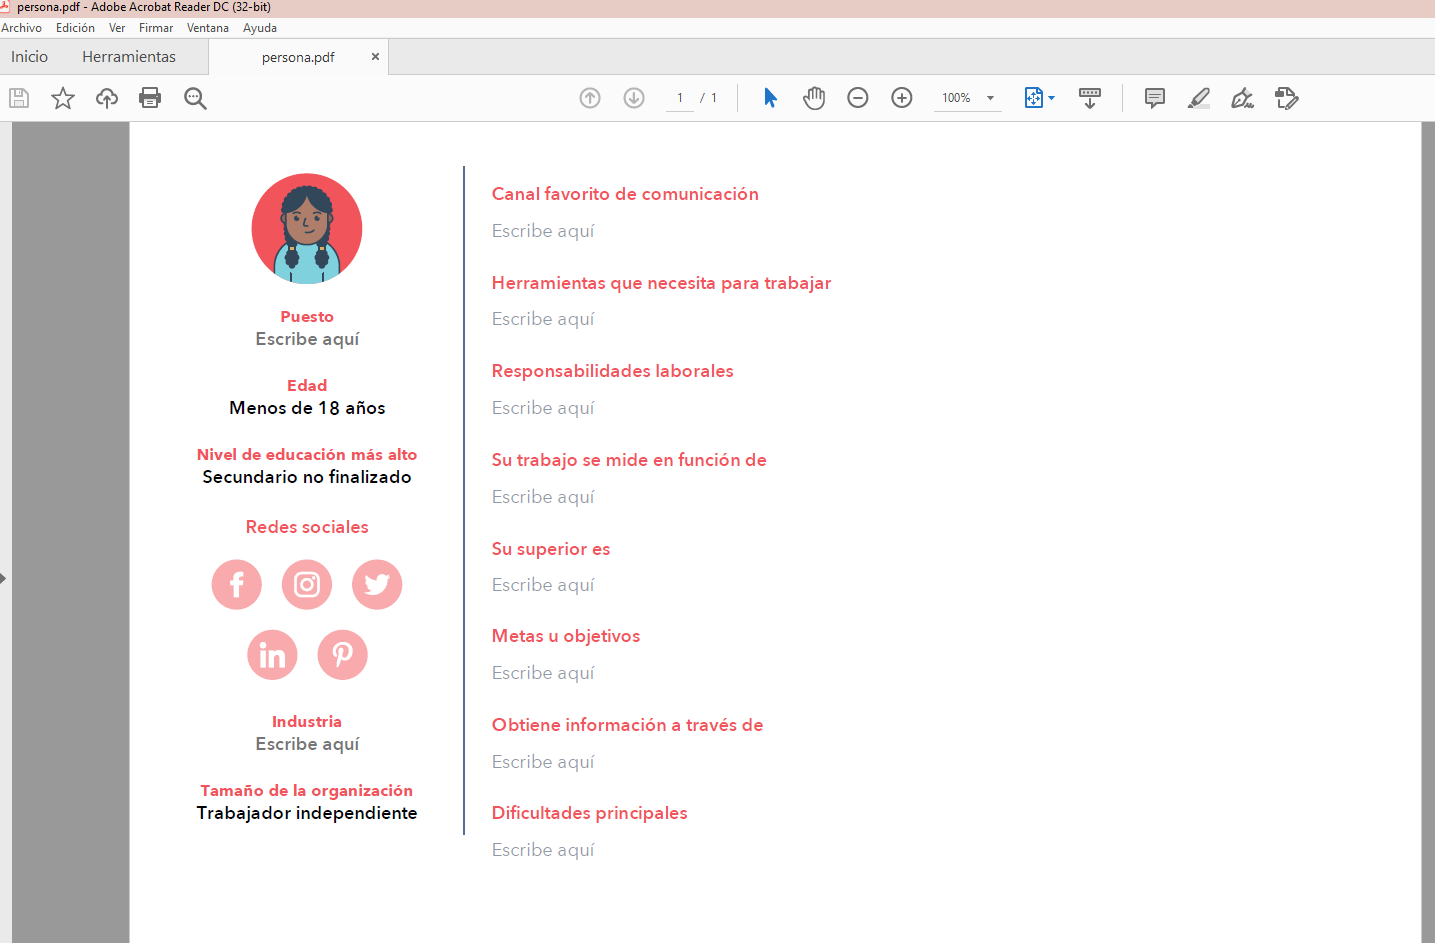 persona.pdf - Adobe Acrobat Reader DC (32-bit)
Archivo Edición Ver Firmar Ventana Ayuda
Inicio Herramientas persona.pdf ×
1 / 1 100%
Puesto
Escribe aquí
Edad
Menos de 18 años
Nivel de educación más alto
Secundario no finalizado
Redes sociales
Industria
Escribe aquí
Tamaño de la organización
Trabajador independiente
Canal favorito de comunicación
Escribe aquí
Herramientas que necesita para trabajar
Escribe aquí
Responsabilidades laborales
Escribe aquí
Su trabajo se mide en función de
Escribe aquí
Su superior es
Escribe aquí
Metas u objetivos
Escribe aquí
Obtiene información a través de
Escribe aquí
Dificultades principales
Escribe aquí